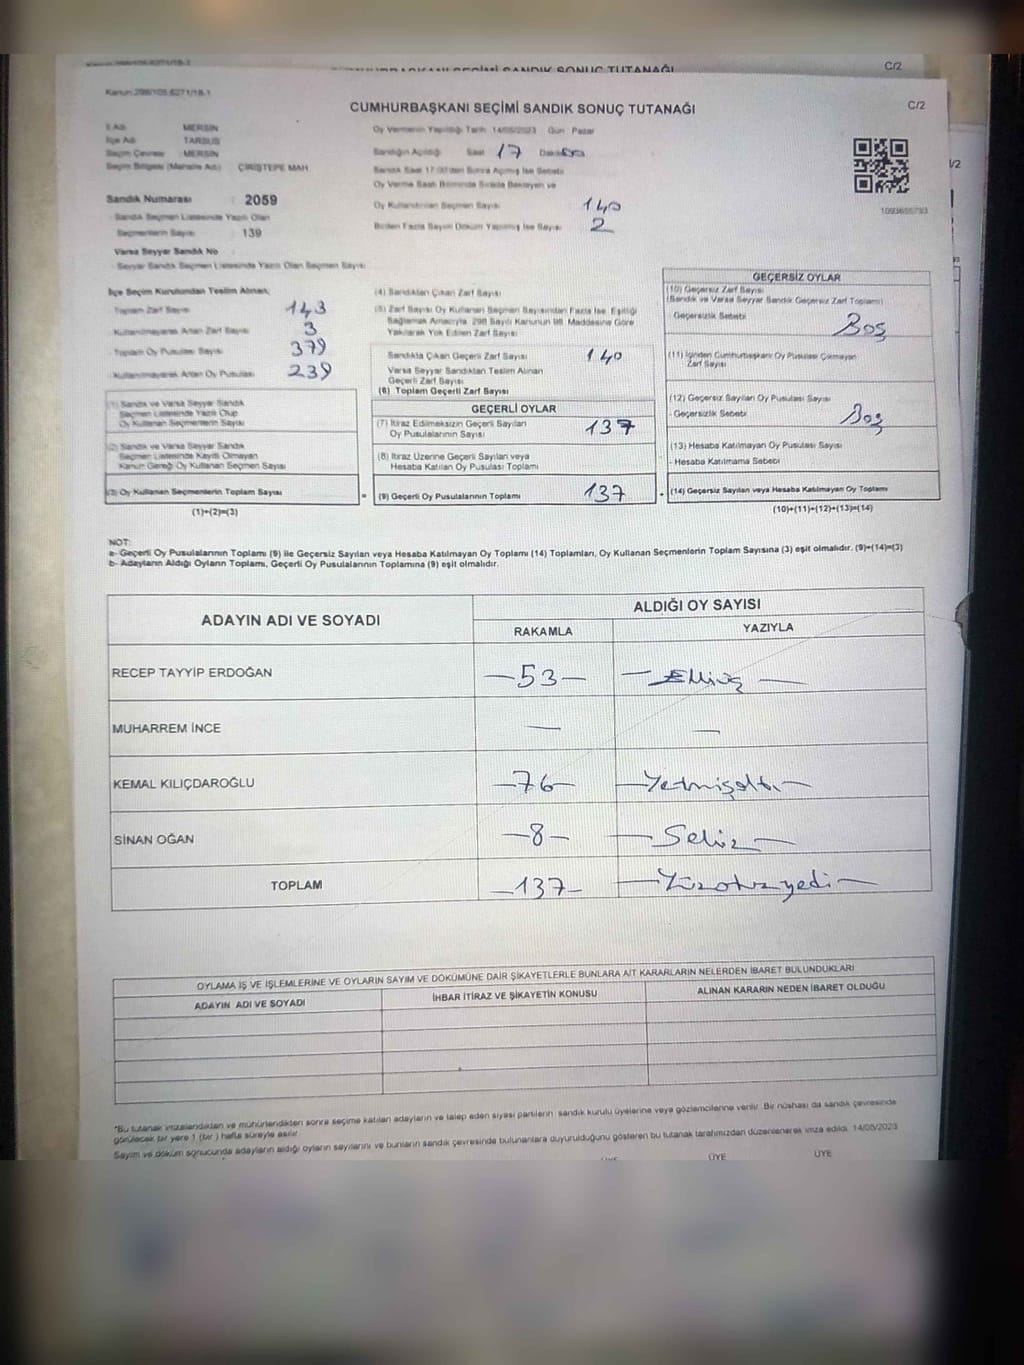 C/2
Kanun:298/105-6271/18-1
CUMHURBAŞKANI SEÇİMİ SANDIK SONUÇ TUTANAĞI
C/2
İl Adı : MERSİN
İlçe Adı : TARSUS
Seçim Çevresi : MERSİN
Seçim Bölgesi (Mahalle Adı) : ÇİRİŞTEPE MAH
Sandık Numarası : 2059
Sandık Seçmen Listesinde Yazılı Olan
Seçmenlerin Sayısı : 139
Varsa Seyyar Sandık No
Seyyar Sandık Seçmen Listesinde Yazılı Olan Seçmen Sayısı
Oy Vermenin Yapıldığı Tarih 14/05/2023 Gün Pazar
Sandığın Açıldığı Saat 17 Dakika
Sandık Saat 17:00'den Sonra Açılmış İse Sebebi
Oy Verme Saati Bitiminde Sırada Bekleyen ve
Oy Kullandırılan Seçmen Sayısı 140
Birden Fazla Sayım Döküm Yapılmış İse Sayısı 2
1093655793
İlçe Seçim Kurulundan Teslim Alınan;
Toplam Zarf Sayısı 143
Kullanılmayarak Artan Zarf Sayısı 3
Toplam Oy Pusulası Sayısı 379
Kullanılmayarak Artan Oy Pusulası 239
(1) Sandık ve Varsa Seyyar Sandık
Seçmen Listesinde Yazılı Olup
Oy Kullanan Seçmenlerin Sayısı
(2) Sandık ve Varsa Seyyar Sandık
Seçmen Listesinde Kayıtlı Olmayan
Kanun Gereği Oy Kullanan Seçmen Sayısı
(3) Oy Kullanan Seçmenlerin Toplam Sayısı
(1)+(2)=(3)
(4) Sandıktan Çıkan Zarf Sayısı
(5) Zarf Sayısı Oy Kullanan Seçmen Sayısından Fazla İse, Eşitliği
Sağlamak Amacıyla, 298 Sayılı Kanunun 98. Maddesine Göre
Yakılarak Yok Edilen Zarf Sayısı
Sandıkta Çıkan Geçerli Zarf Sayısı 140
Varsa Seyyar Sandıktan Teslim Alınan
Geçerli Zarf Sayısı
(6) Toplam Geçerli Zarf Sayısı
GEÇERLİ OYLAR
(7) İtiraz Edilmeksizin Geçerli Sayılan
Oy Pusulalarının Sayısı 137
(8) İtiraz Üzerine Geçerli Sayılan veya
Hesaba Katılan Oy Pusulası Toplamı
(9) Geçerli Oy Pusulalarının Toplamı 137
GEÇERSİZ OYLAR
(10) Geçersiz Zarf Sayısı
(Sandık ve Varsa Seyyar Sandık Geçersiz Zarf Toplamı)
- Geçersizlik Sebebi Boş
(11) İçinden Cumhurbaşkanı Oy Pusulası Çıkmayan
Zarf Sayısı
(12) Geçersiz Sayılan Oy Pusulası Sayısı
- Geçersizlik Sebebi Boş
(13) Hesaba Katılmayan Oy Pusulası Sayısı
- Hesaba Katılmama Sebebi
(14) Geçersiz Sayılan veya Hesaba Katılmayan Oy Toplamı
(10)+(11)+(12)+(13)=(14)
NOT:
a- Geçerli Oy Pusulalarının Toplamı (9) ile Geçersiz Sayılan veya Hesaba Katılmayan Oy Toplamı (14) Toplamları, Oy Kullanan Seçmenlerin Toplam Sayısına (3) eşit olmalıdır. (9)+(14)=(3)
b- Adayların Aldığı Oyların Toplamı, Geçerli Oy Pusulalarının Toplamına (9) eşit olmalıdır.
ADAYIN ADI VE SOYADI
ALDIĞI OY SAYISI
RAKAMLA YAZIYLA
RECEP TAYYİP ERDOĞAN —53— —Elliüç—
MUHARREM İNCE — —
KEMAL KILIÇDAROĞLU —76— —Yetmişaltı—
SİNAN OĞAN —8— —Sekiz—
TOPLAM —137— —Yüzotuzyedi—
OYLAMA İŞ VE İŞLEMLERİNE VE OYLARIN SAYIM VE DÖKÜMÜNE DAİR ŞİKAYETLERLE BUNLARA AİT KARARLARIN NELERDEN İBARET BULUNDUKLARI
ADAYIN ADI VE SOYADI İHBAR İTİRAZ VE ŞİKAYETİN KONUSU ALINAN KARARIN NEDEN İBARET OLDUĞU
*Bu tutanak imzalandıktan ve mühürlendikten sonra seçime katılan adayların ve talep eden siyasi partilerin sandık kurulu üyelerine veya gözlemcilerine verilir. Bir nüshası da sandık çevresinde
görülecek bir yere 1 (bir) hafta süreyle asılır.
Sayım ve döküm sonucunda adayların aldığı oyların sayılarını ve bunların sandık çevresinde bulunanlara duyurulduğunu gösteren bu tutanak tarafımızdan düzenlenerek imza edildi. 14/05/2023
ÜYE ÜYE